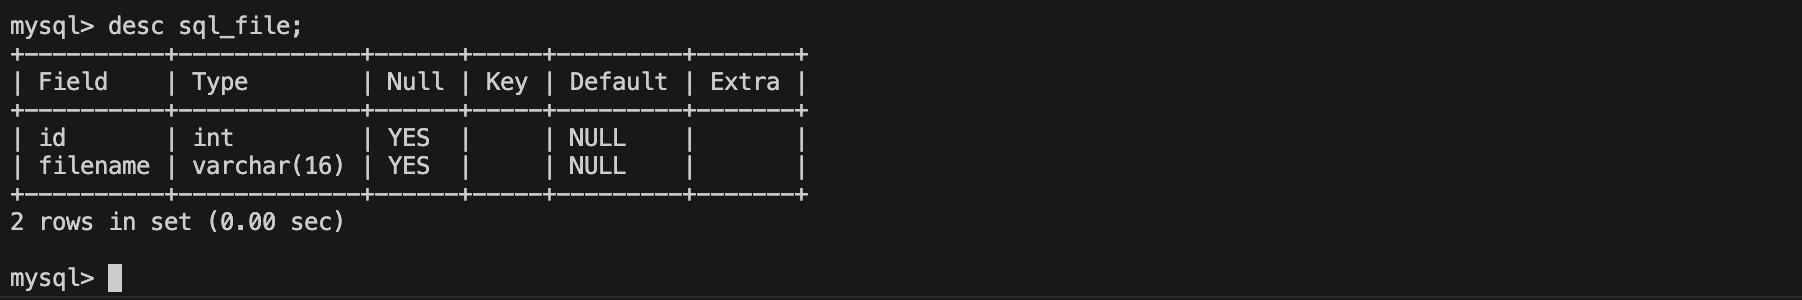 mysql> desc sql_file;
+----------+-------------+------+-----+---------+-------+
| Field    | Type        | Null | Key | Default | Extra |
+----------+-------------+------+-----+---------+-------+
| id       | int         | YES  |     | NULL    |       |
| filename | varchar(16) | YES  |     | NULL    |       |
+----------+-------------+------+-----+---------+-------+
2 rows in set (0.00 sec)
mysql>